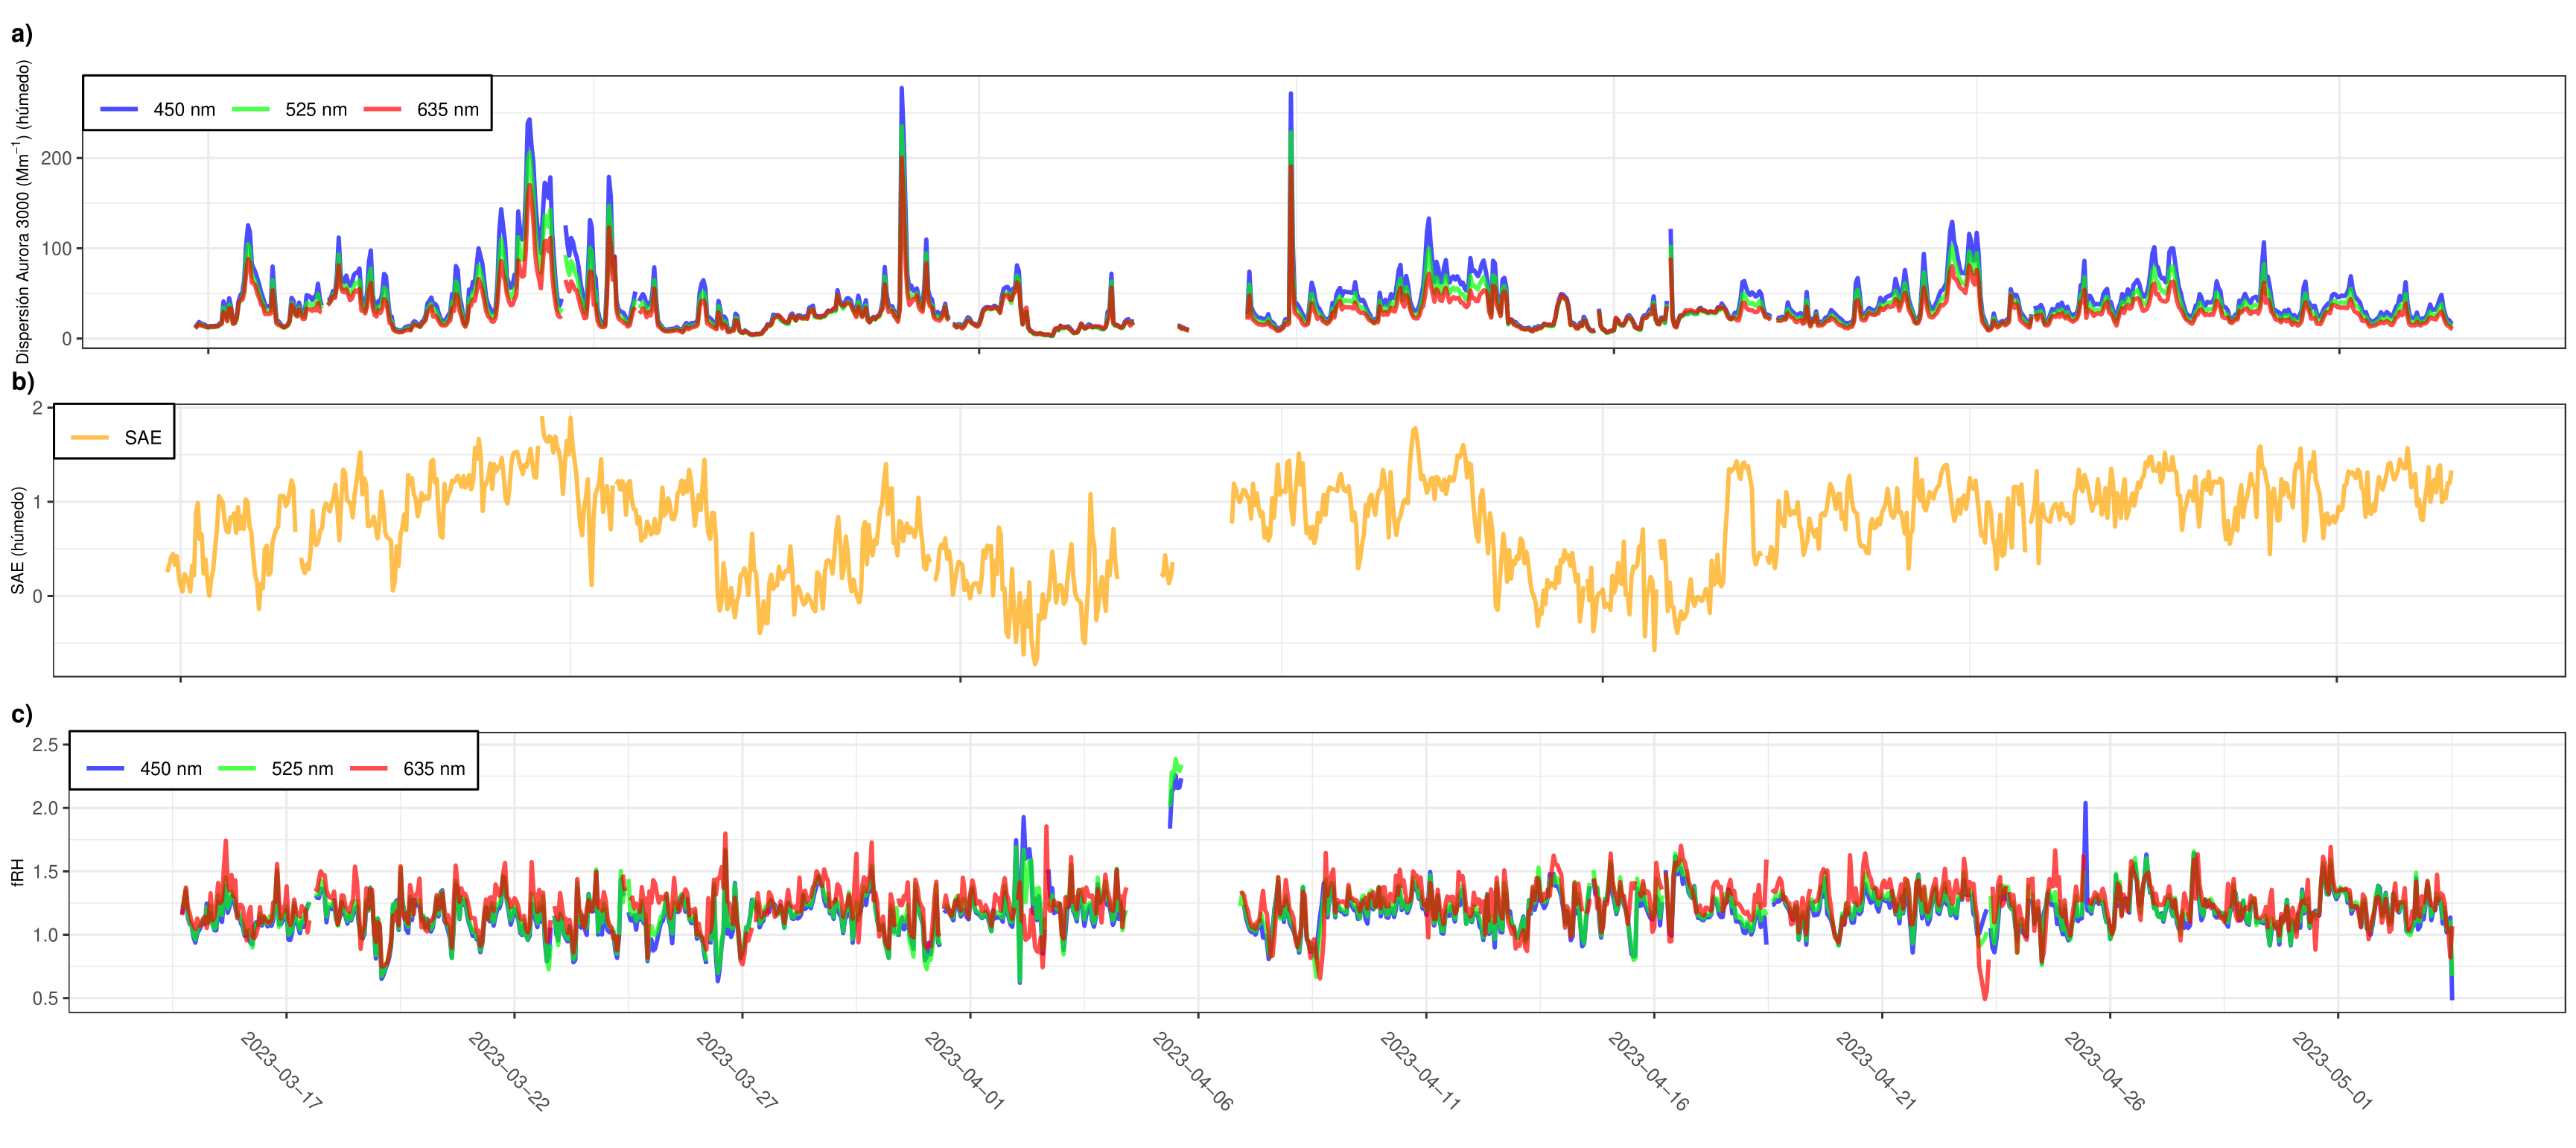 a)
Dispersión Aurora 3000 (Mm⁻¹) (húmedo)
450 nm 525 nm 635 nm
200
100
0
b)
SAE (húmedo)
SAE
2
1
0
c)
fRH
450 nm 525 nm 635 nm
2.5
2.0
1.5
1.0
0.5
2023−03−17
2023−03−22
2023−03−27
2023−04−01
2023−04−06
2023−04−11
2023−04−16
2023−04−21
2023−04−26
2023−05−01